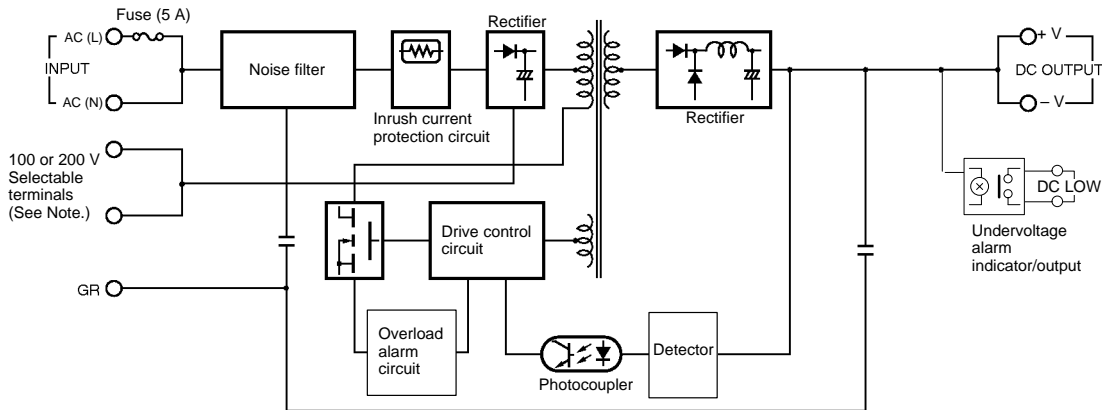 Fuse (5 A)
AC (L)
INPUT
AC (N)
Noise filter
Inrush current
protection circuit
Rectifier
Rectifier
+ V
DC OUTPUT
– V
100 or 200 V
Selectable
terminals
(See Note.)
DC LOW
Undervoltage
alarm
indicator/output
Drive control
circuit
GR
Overload
alarm
circuit
Photocoupler
Detector